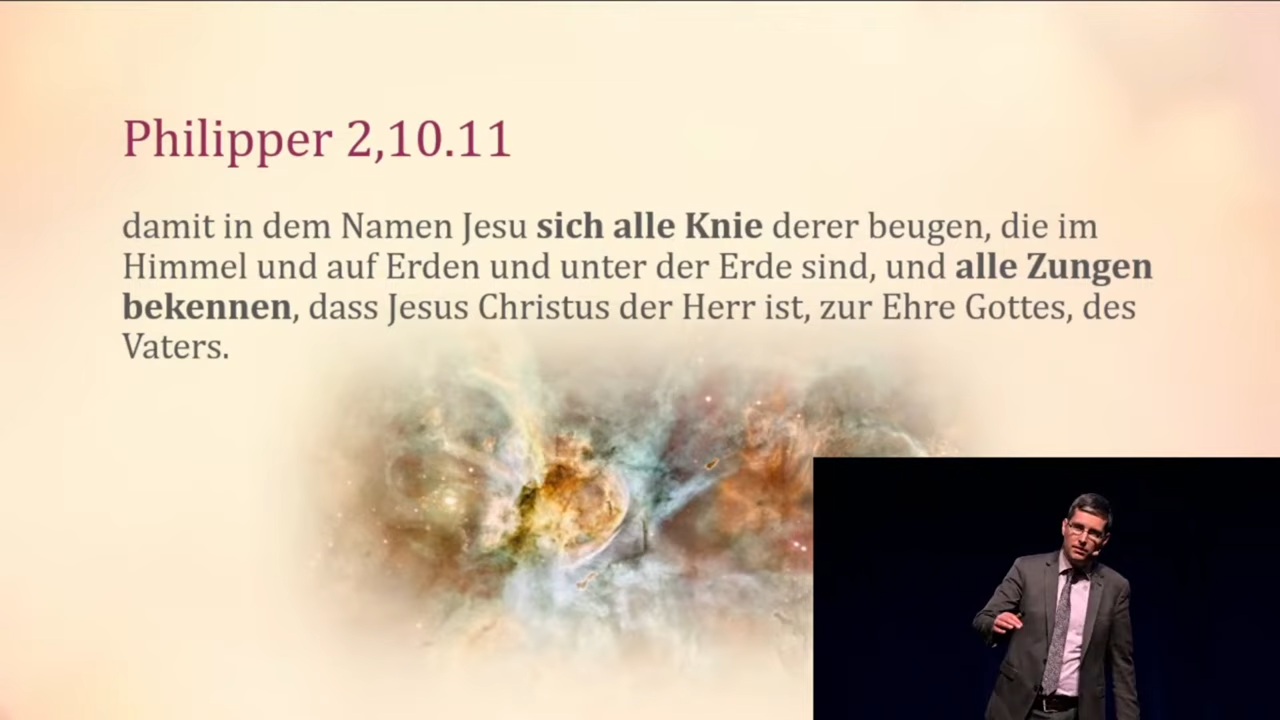 Philipper 2,10.11
damit in dem Namen Jesu sich alle Knie derer beugen, die im
Himmel und auf Erden und unter der Erde sind, und alle Zungen
bekennen, dass Jesus Christus der Herr ist, zur Ehre Gottes, des
Vaters.